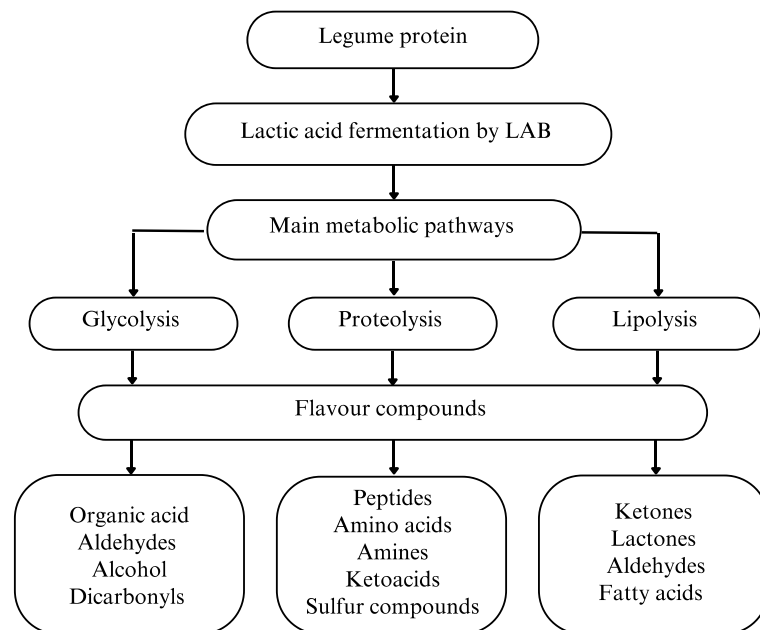 Legume protein
Lactic acid fermentation by LAB
Main metabolic pathways
Glycolysis
Proteolysis
Lipolysis
Flavour compounds
Organic acid
Aldehydes
Alcohol
Dicarbonyls
Peptides
Amino acids
Amines
Ketoacids
Sulfur compounds
Ketones
Lactones
Aldehydes
Fatty acids